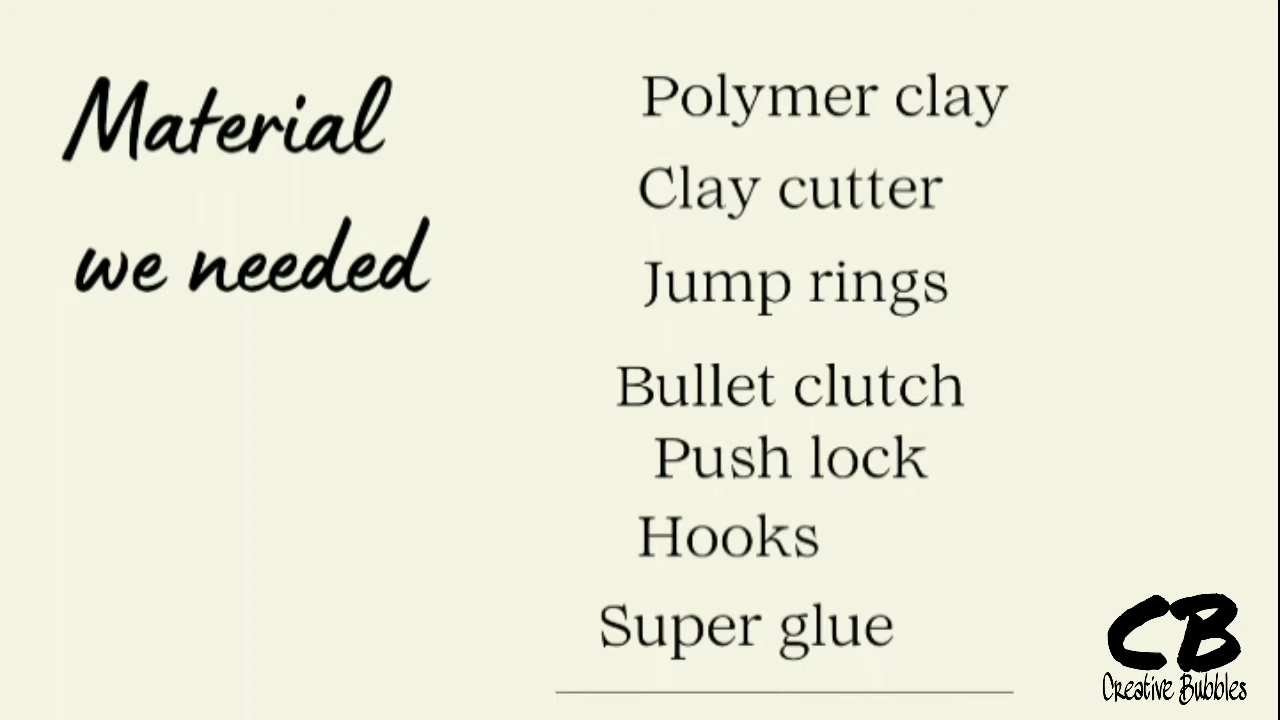 Material
we needed
Polymer clay
Clay cutter
Jump rings
Bullet clutch
Push lock
Hooks
Super glue
CB
Creative Bubbles